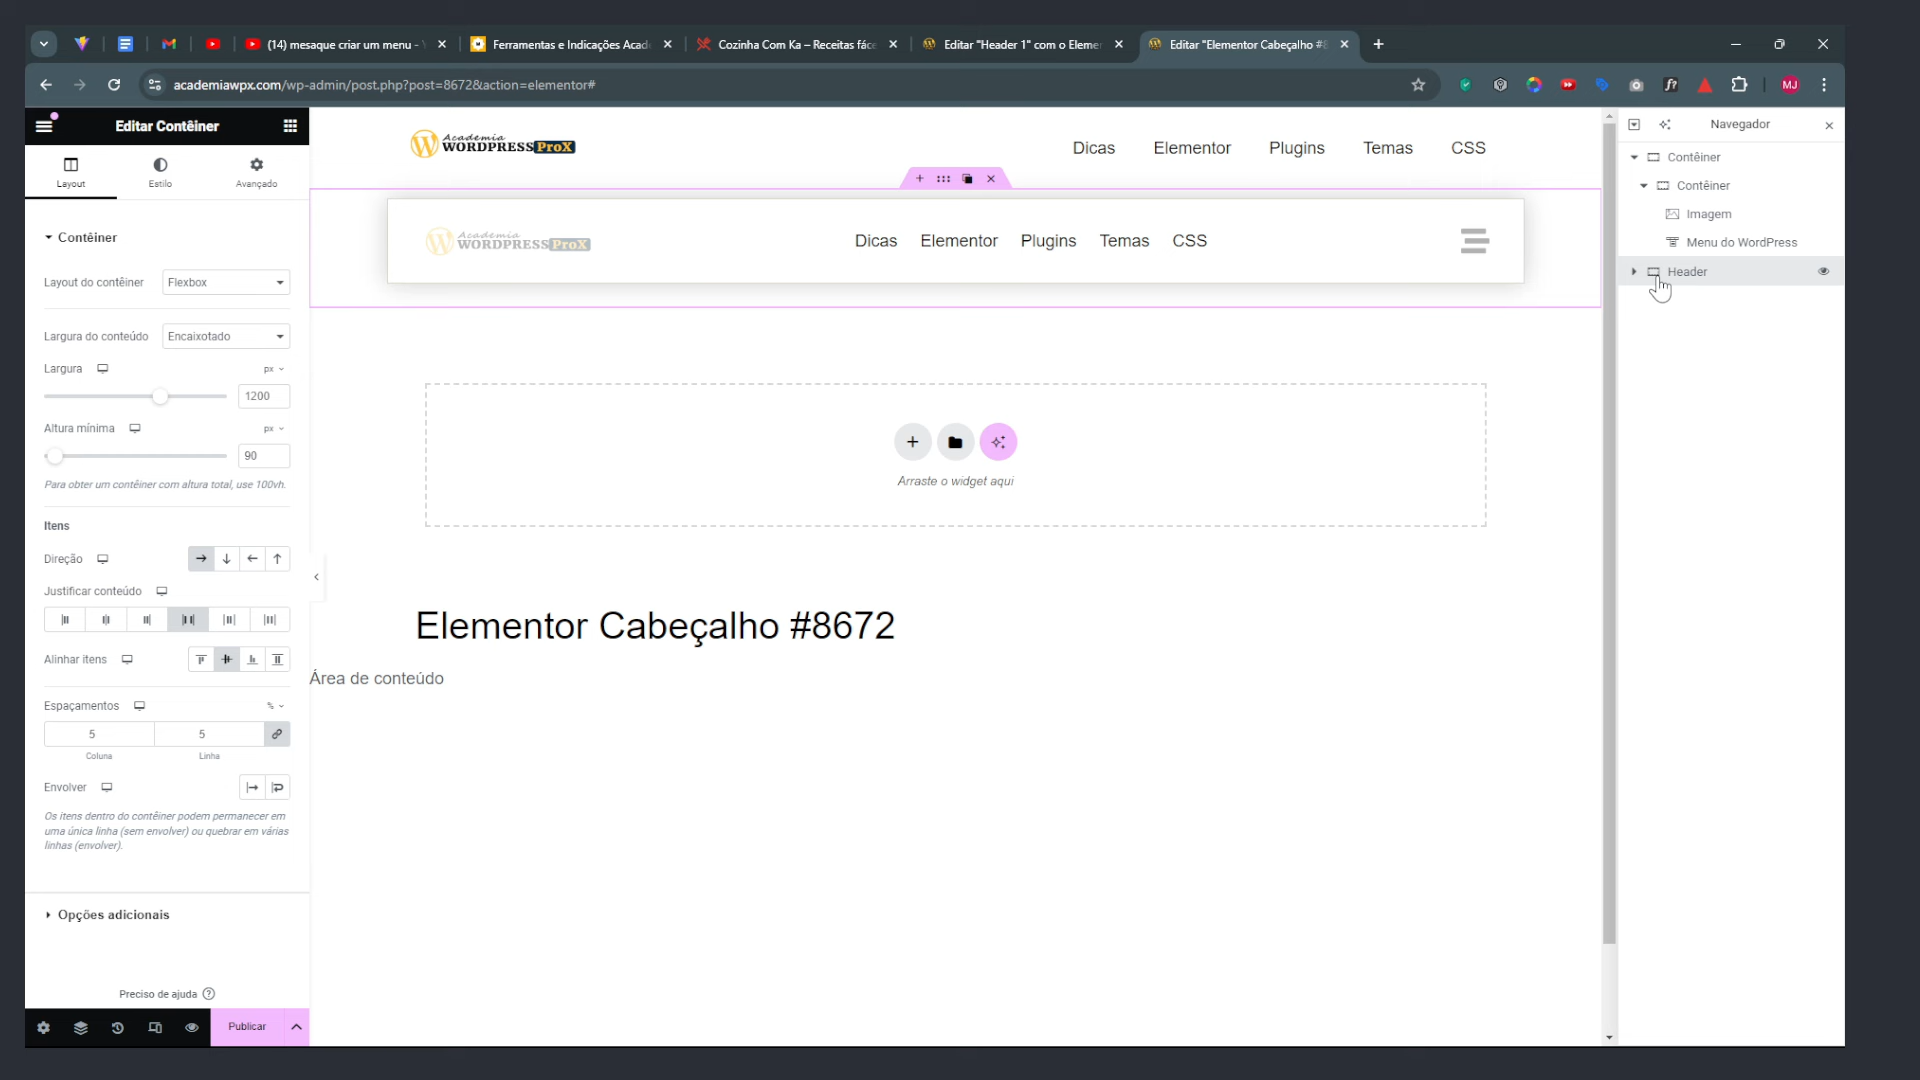 (14) mesaque criar um menu -
Ferramentas e Indicações Acad
Cozinha Com Ka – Receitas fác
Editar "Header 1" com o Eleme
Editar "Elementor Cabeçalho #8
academiawpx.com/wp-admin/post.php?post=8672&action=elementor#
f?
MJ
Editar Contêiner
Layout
Estilo
Avançado
Contêiner
Layout do contêiner
Flexbox
Largura do conteúdo
Encaixotado
Largura
px
1200
Altura mínima
px
90
Para obter um contêiner com altura total, use 100vh.
Itens
Direção
Justificar conteúdo
Alinhar itens
Espaçamentos
%
5
5
Coluna
Linha
Envolver
Os itens dentro do contêiner podem permanecer em
uma única linha (sem envolver) ou quebrar em várias
linhas (envolver).
Opções adicionais
Preciso de ajuda
Publicar
Academia
WORDPRESS ProX
Dicas Elementor Plugins Temas CSS
Academia
WORDPRESS ProX
Dicas Elementor Plugins Temas CSS
Arraste o widget aqui
Elementor Cabeçalho #8672
Área de conteúdo
Navegador
Contêiner
Contêiner
Imagem
Menu do WordPress
Header